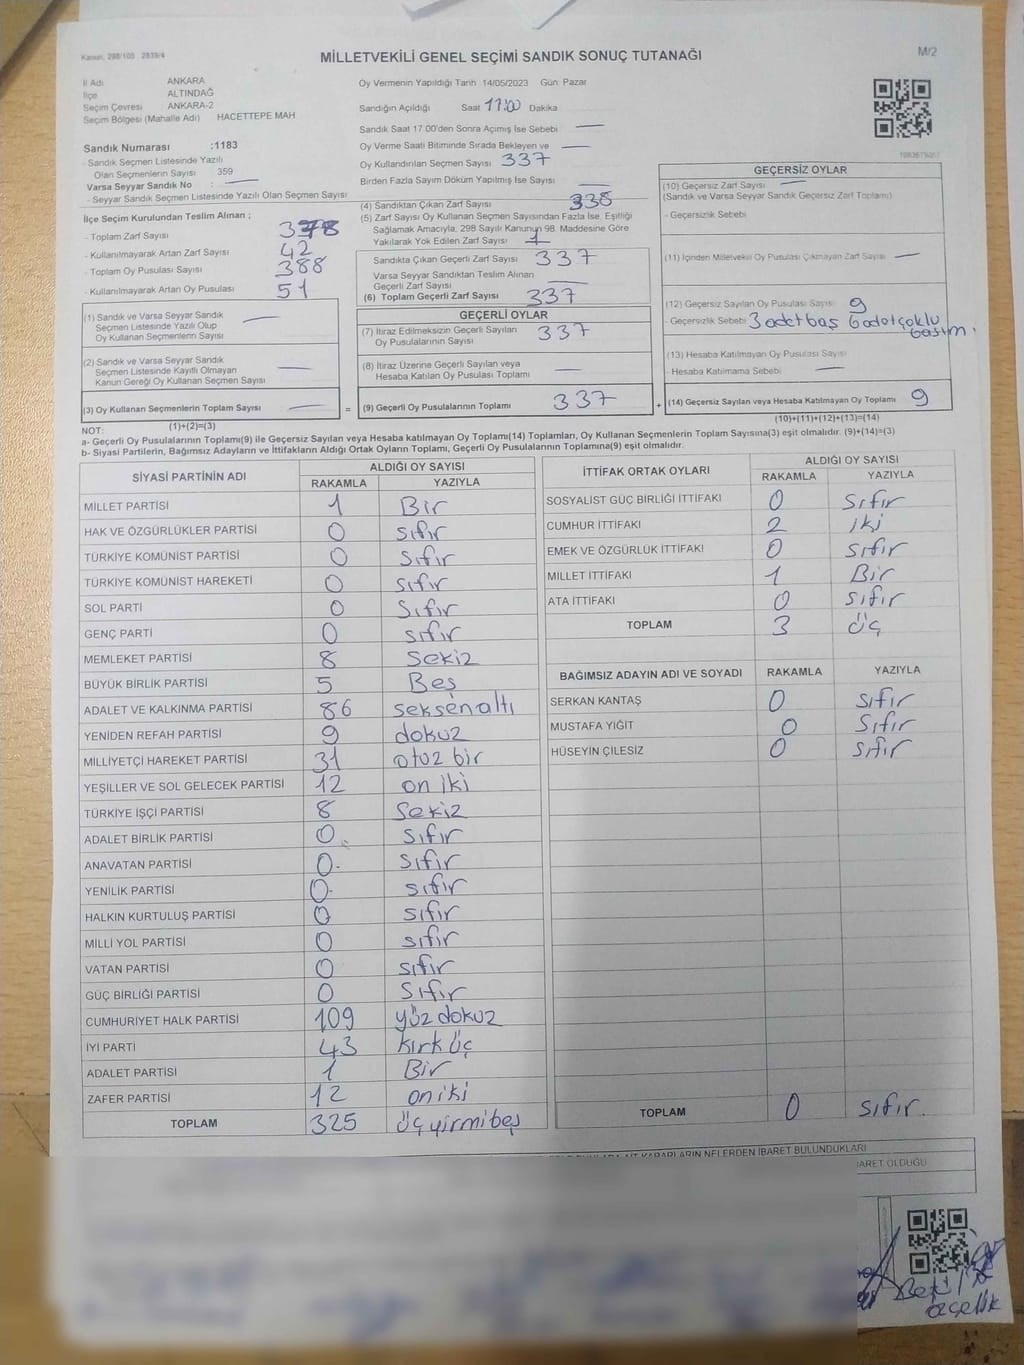 Kanun: 298/105 2839/4
MİLLETVEKİLİ GENEL SEÇİMİ SANDIK SONUÇ TUTANAĞI
M/2
İl Adı ANKARA
İlçe ALTINDAĞ
Seçim Çevresi ANKARA-2
Seçim Bölgesi (Mahalle Adı) HACETTEPE MAH
Sandık Numarası :1183
- Sandık Seçmen Listesinde Yazılı
Olan Seçmenlerin Sayısı 359
Varsa Seyyar Sandık No : —
- Seyyar Sandık Seçmen Listesinde Yazılı Olan Seçmen Sayısı
İlçe Seçim Kurulundan Teslim Alınan ;
- Toplam Zarf Sayısı
- Kullanılmayarak Artan Zarf Sayısı 42
- Toplam Oy Pusulası Sayısı 388
- Kullanılmayarak Artan Oy Pusulası 51
(1) Sandık ve Varsa Seyyar Sandık —
Seçmen Listesinde Yazılı Olup
Oy Kullanan Seçmenlerin Sayısı
(2) Sandık ve Varsa Seyyar Sandık
Seçmen Listesinde Kayıtlı Olmayan —
Kanun Gereği Oy Kullanan Seçmen Sayısı
(3) Oy Kullanan Seçmenlerin Toplam Sayısı —
(1)+(2)=(3)
Oy Vermenin Yapıldığı Tarih 14/05/2023 Gün Pazar
Sandığın Açıldığı Saat 17:00 Dakika
Sandık Saat 17.00'den Sonra Açımış İse Sebebi —
Oy Verme Saati Bitiminde Sırada Bekleyen ve —
Oy Kullandırılan Seçmen Sayısı 337
Birden Fazla Sayım Döküm Yapılmış İse Sayısı —
(4) Sandıktan Çıkan Zarf Sayısı 338
(5) Zarf Sayısı Oy Kullanan Seçmen Sayısından Fazla İse, Eşitliği
Sağlamak Amacıyla, 298 Sayılı Kanunun 98. Maddesine Göre
Yakılarak Yok Edilen Zarf Sayısı 1
Sandıkta Çıkan Geçerli Zarf Sayısı 337
Varsa Seyyar Sandıktan Teslim Alınan
Geçerli Zarf Sayısı —
(6) Toplam Geçerli Zarf Sayısı 337
GEÇERLİ OYLAR
(7) İtiraz Edilmeksizin Geçerli Sayılan
Oy Pusulalarının Sayısı 337
(8) İtiraz Üzerine Geçerli Sayılan veya
Hesaba Katılan Oy Pusulası Toplamı —
= (9) Geçerli Oy Pusulalarının Toplamı 337 +
GEÇERSİZ OYLAR
(10) Geçersiz Zarf Sayısı —
(Sandık ve Varsa Seyyar Sandık Geçersiz Zarf Toplamı)
- Geçersizlik Sebebi
(11) İçinden Milletvekili Oy Pusulası Çıkmayan Zarf Sayısı —
(12) Geçersiz Sayılan Oy Pusulası Sayısı 9
- Geçersizlik Sebebi 3 adet baş 6 adet çoklu
basım.
(13) Hesaba Katılmayan Oy Pusulası Sayısı
- Hesaba Katılmama Sebebi —
(14) Geçersiz Sayılan veya Hesaba Katılmayan Oy Toplamı 9
(10)+(11)+(12)+(13)=(14)
NOT:
a- Geçerli Oy Pusulalarının Toplamı(9) ile Geçersiz Sayılan veya Hesaba katılmayan Oy Toplamı(14) Toplamları, Oy Kullanan Seçmenlerin Toplam Sayısına(3) eşit olmalıdır. (9)+(14)=(3)
b- Siyasi Partilerin, Bağımsız Adayların ve İttifakların Aldığı Ortak Oyların Toplamı, Geçerli Oy Pusulalarının Toplamına(9) eşit olmalıdır.
SİYASİ PARTİNİN ADI ALDIĞI OY SAYISI
RAKAMLA YAZIYLA
MİLLET PARTİSİ 1 Bir
HAK VE ÖZGÜRLÜKLER PARTİSİ 0 sıfır
TÜRKİYE KOMÜNİST PARTİSİ 0 sıfır
TÜRKİYE KOMÜNİST HAREKETİ 0 sıfır
SOL PARTİ 0 sıfır
GENÇ PARTİ 0 sıfır
MEMLEKET PARTİSİ 8 Sekiz
BÜYÜK BİRLİK PARTİSİ 5 Beş
ADALET VE KALKINMA PARTİSİ 86 seksen altı
YENİDEN REFAH PARTİSİ 9 dokuz
MİLLİYETÇİ HAREKET PARTİSİ 31 otuz bir
YEŞİLLER VE SOL GELECEK PARTİSİ 12 on iki
TÜRKİYE İŞÇİ PARTİSİ 8 Sekiz
ADALET BİRLİK PARTİSİ 0 sıfır
ANAVATAN PARTİSİ 0 sıfır
YENİLİK PARTİSİ 0 sıfır
HALKIN KURTULUŞ PARTİSİ 0 sıfır
MİLLİ YOL PARTİSİ 0 sıfır
VATAN PARTİSİ 0 sıfır
GÜÇ BİRLİĞİ PARTİSİ 0 sıfır
CUMHURİYET HALK PARTİSİ 109 yüz dokuz
İYİ PARTİ 43 kırk üç
ADALET PARTİSİ 1 Bir
ZAFER PARTİSİ 12 on iki
TOPLAM 325 üç yirmi beş
İTTİFAK ORTAK OYLARI ALDIĞI OY SAYISI
RAKAMLA YAZIYLA
SOSYALİST GÜÇ BİRLİĞİ İTTİFAKI 0 sıfır
CUMHUR İTTİFAKI 2 iki
EMEK VE ÖZGÜRLÜK İTTİFAKI 0 sıfır
MİLLET İTTİFAKI 1 Bir
ATA İTTİFAKI 0 sıfır
TOPLAM 3 üç
BAĞIMSIZ ADAYIN ADI VE SOYADI RAKAMLA YAZIYLA
SERKAN KANTAŞ 0 sıfır
MUSTAFA YİĞİT 0 sıfır
HÜSEYİN ÇİLESİZ 0 sıfır
TOPLAM 0 sıfır.
KARARLARIN NELERDEN İBARET BULUNDUKLARI
İBARET OLDUĞU
özçelik